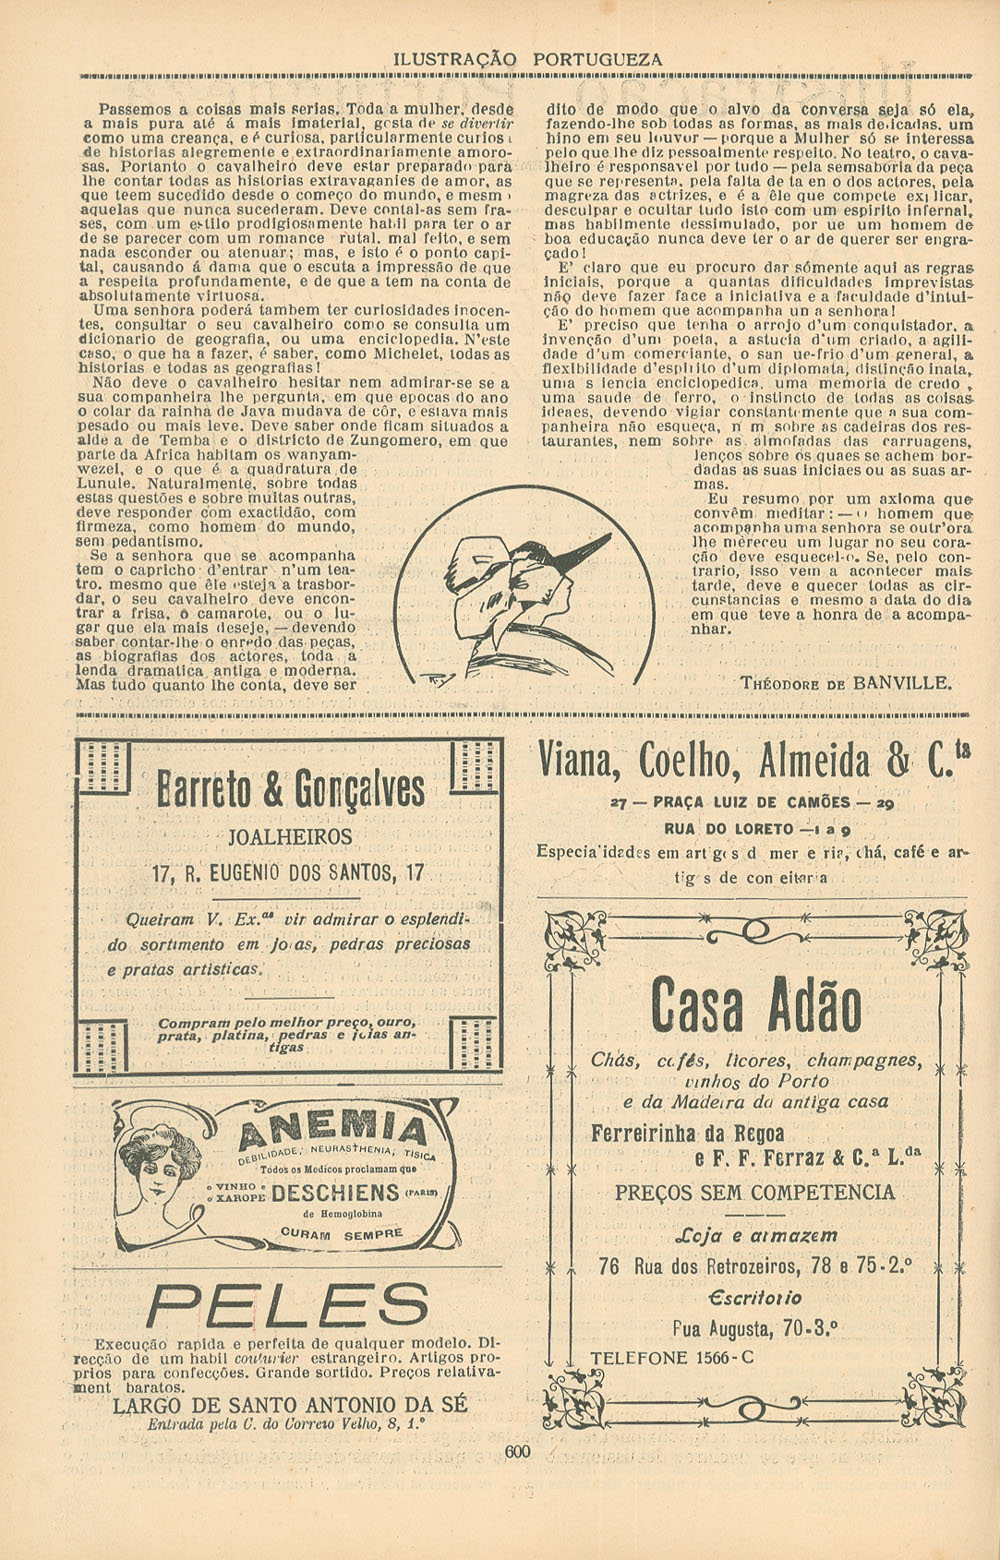 ILUSTRAÇÃO PORTUGUEZA
Passemos a coisas mais serias. Toda a mulher, desde
a mais pura até á mais imaterial, gosta de se divertir
como uma creança, e é curiosa, particularmente curiosa
de historias alegremente e extraordinariamente amoro-
sas. Portanto o cavalheiro deve estar preparado para
lhe contar todas as historias extravagantes de amor, as
que teem sucedido desde o começo do mundo, e mesmo
aquelas que nunca sucederam. Deve contal-as sem fra-
ses, com um estilo prodigiosamente habil para ter o ar
de se parecer com um romance rutal, mal feito, e sem
nada esconder ou atenuar; mas, e isto é o ponto capi-
tal, causando á dama que o escuta a impressão de que
a respeita profundamente, e de que a tem na conta de
absolutamente virtuosa.
Uma senhora poderá tambem ter curiosidades inocen-
tes, consultar o seu cavalheiro como se consulta um
dicionario de geografia, ou uma enciclopedia. N'este
caso, o que ha a fazer, é saber, como Michelet, todas as
historias e todas as geografias!
Não deve o cavalheiro hesitar nem admirar-se se a
sua companheira lhe pergunta, em que epocas do ano
o colar da rainha de Java mudava de côr, e estava mais
pesado ou mais leve. Deve saber onde ficam situados a
aldea de Temba e o districto de Zungomero, em que
parte da Africa habitam os wanyam-
wezel, e o que é a quadratura de
Lunule. Naturalmente, sobre todas
estas questões e sobre muitas outras,
deve responder com exactidão, com
firmeza, como homem do mundo,
sem pedantismo.
Se a senhora que se acompanha
tem o capricho d'entrar n'um tea-
tro, mesmo que êle esteja a trasbor-
dar, o seu cavalheiro deve encon-
trar a frisa, o camarote, ou o lu-
gar que ela mais deseje, — devendo
saber contar-lhe o enredo das peças,
as biografias dos actores, toda a
lenda dramatica antiga e moderna.
Mas tudo quanto lhe conta, deve ser
dito de modo que o alvo da conversa seja só ela,
fazendo-lhe sob todas as formas, as mais delicadas, um
hino em seu louvor — porque a Mulher só se interessa
pelo que lhe diz pessoalmente respeito. No teatro, o cava-
lheiro é responsavel por tudo — pela semsaboria da peça
que se representa, pela falta de ta en o dos actores, pela
magreza das actrizes, e é a êle que compete explicar,
desculpar e ocultar tudo isto com um espirito infernal,
mas habilmente dissimulado, por ue um homem de
boa educação nunca deve ter o ar de querer ser engra-
çado!
E' claro que eu procuro dar sómente aqui as regras
iniciais, porque a quantas dificuldades imprevistas
não deve fazer face a iniciativa e a faculdade d'intui-
ção do homem que acompanha un a senhora!
E' preciso que tenha o arrojo d'um conquistador, a
invenção d'um poeta, a astucia d'um criado, a agili-
dade d'um comerciante, o san ue-frio d'um general, a
flexibilidade d'espirito d'um diplomata, distinção inata,
uma s iencia enciclopedica, uma memoria de credo ,
uma saude de ferro, o instincto de todas as coisas
ideaes, devendo vigiar constantemente que a sua com-
panheira não esqueça, n m sobre as cadeiras dos res-
taurantes, nem sobre as almofadas das carruagens,
lenços sobre os quaes se achem bor-
dadas as suas iniciaes ou as suas ar-
mas.
Eu resumo por um axioma que
convêm meditar: — o homem que
acompanha uma senhora se outr'ora
lhe mereceu um lugar no seu cora-
ção deve esquecel-o. Se, pelo con-
trario, isso vem a acontecer mais
tarde, deve e quecer todas as cir-
cunstancias e mesmo a data do dia
em que teve a honra de a acompa-
nhar.
THÉODORE DE BANVILLE.
Barreto & Gonçalves
JOALHEIROS
17, R. EUGENIO DOS SANTOS, 17
Queiram V. Ex.as vir admirar o esplendi-
do sortimento em joias, pedras preciosas
e pratas artisticas.
Compram pelo melhor preço, ouro,
prata, platina, pedras e joias an-
tigas
ANEMIA
DEBILIDADE, NEURASTHENIA, TISICA
Todos os Medicos proclamam que
o VINHO e
o XAROPE DESCHIENS (PARIS)
de Hemoglobina
CURAM SEMPRE
PELES
Execução rapida e perfeita de qualquer modelo. Di-
recção de um habil couturier estrangeiro. Artigos pro-
prios para confecções. Grande sortido. Preços relativa-
ment baratos.
LARGO DE SANTO ANTONIO DA SÉ
Entrada pela C. do Correio Velho, 8, 1.º
Viana, Coelho, Almeida & C.ta
27 — PRAÇA LUIZ DE CAMÕES — 29
RUA DO LORETO — 1 a 9
Especialidades em art gos d mer e ria, chá, café e ar-
tig s de con eitaria
Casa Adão
Chás, cafés, licores, champagnes,
vinhos do Porto
e da Madeira da antiga casa
Ferreirinha da Regoa
e F. F. Ferraz & C.ª L.da
PREÇOS SEM COMPETENCIA
Loja e armazem
76 Rua dos Retrozeiros, 78 e 75-2.º
Escritorio
Rua Augusta, 70-3.º
TELEFONE 1566-C
600